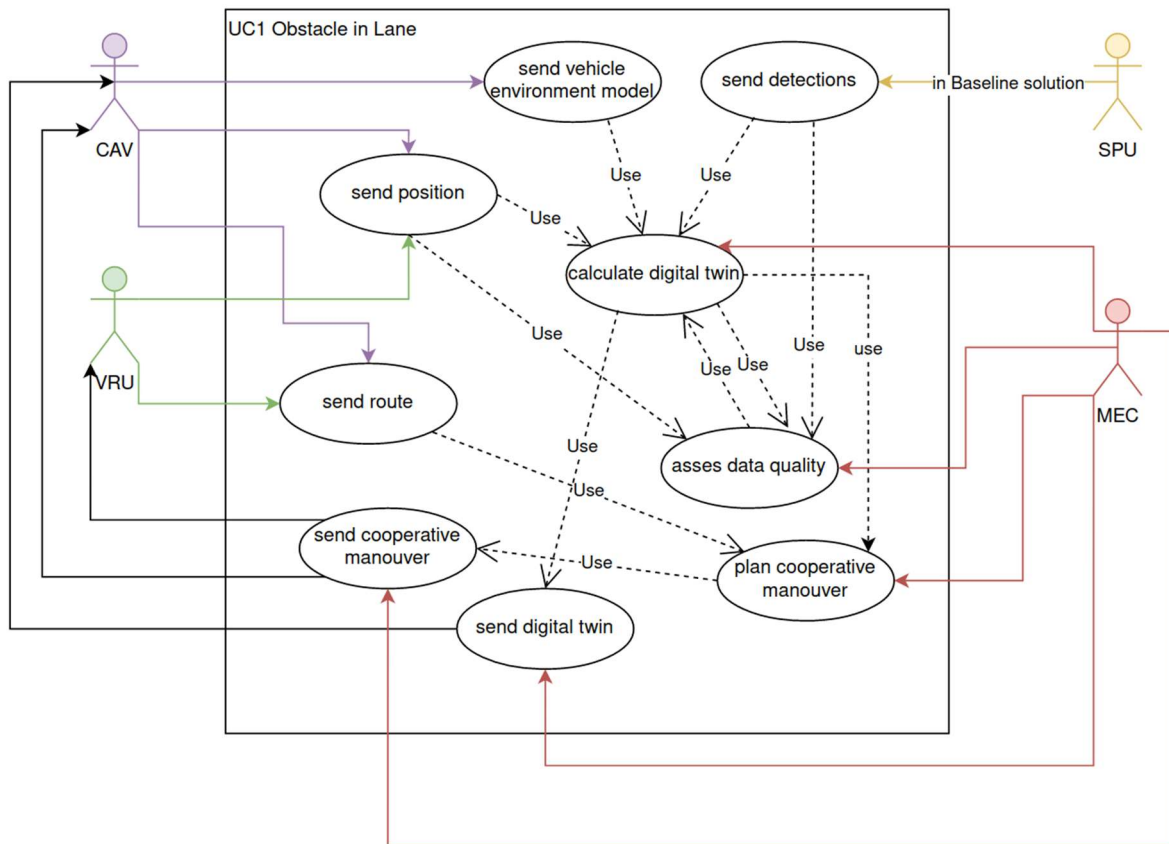 UC1 Obstacle in Lane
send vehicle
environment model
send detections
in Baseline solution
CAV
SPU
send position
Use
Use
Use
calculate digital twin
Use
Use
Use
Use
use
VRU
send route
MEC
Use
asses data quality
Use
send cooperative
manouver
Use
plan cooperative
manouver
send digital twin